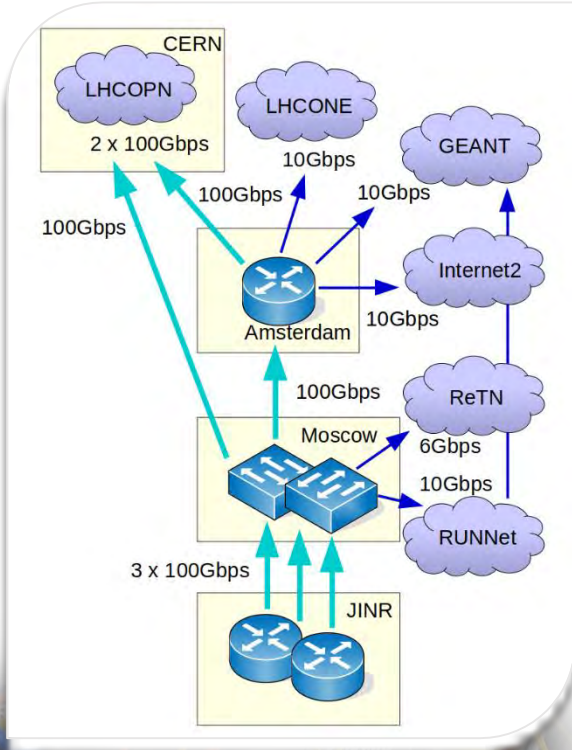 CERN
LHCOPN
2 x 100Gbps
LHCONE
GEANT
10Gbps
100Gbps
10Gbps
100Gbps
Internet2
10Gbps
Amsterdam
100Gbps
ReTN
Moscow
6Gbps
10Gbps
RUNNet
3 x 100Gbps
JINR